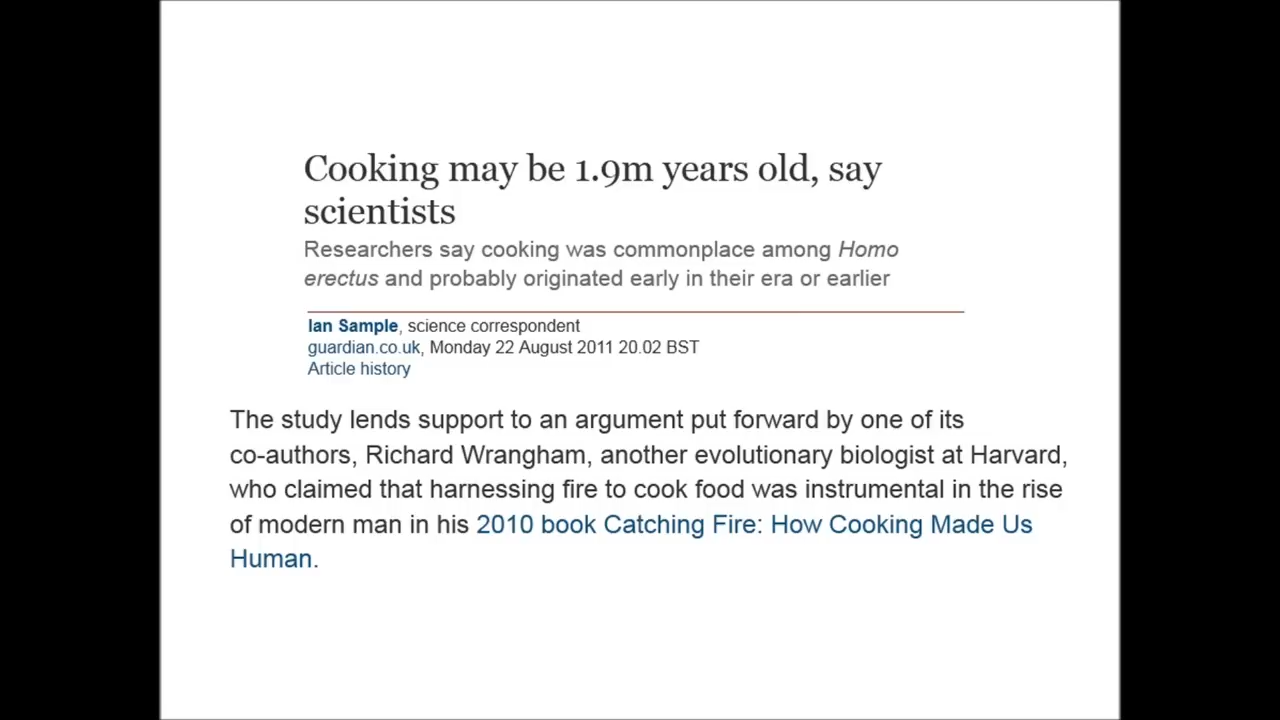 Cooking may be 1.9m years old, say
scientists
Researchers say cooking was commonplace among Homo
erectus and probably originated early in their era or earlier
Ian Sample, science correspondent
guardian.co.uk, Monday 22 August 2011 20.02 BST
Article history
The study lends support to an argument put forward by one of its
co-authors, Richard Wrangham, another evolutionary biologist at Harvard,
who claimed that harnessing fire to cook food was instrumental in the rise
of modern man in his 2010 book Catching Fire: How Cooking Made Us
Human.